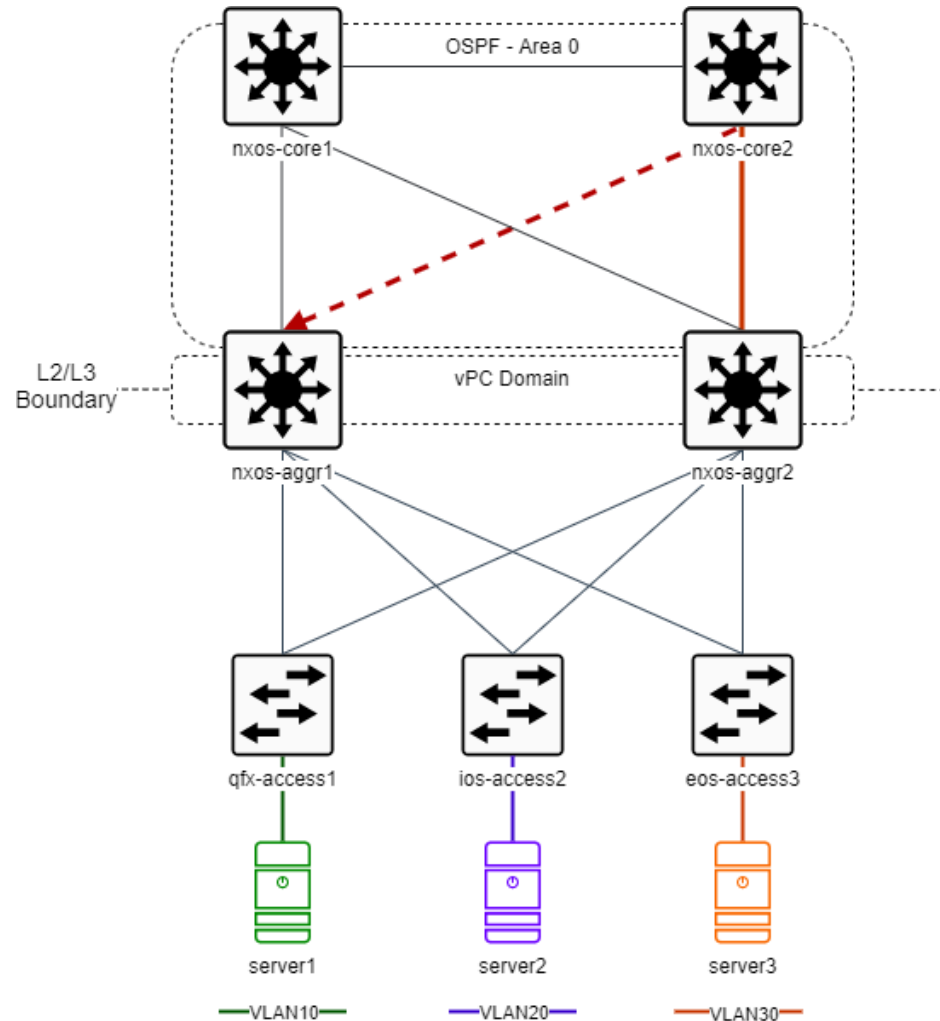 OSPF - Area 0
nxos-core1
nxos-core2
L2/L3
Boundary
vPC Domain
nxos-aggr1
nxos-aggr2
qfx-access1
ios-access2
eos-access3
server1
server2
server3
VLAN10
VLAN20
VLAN30